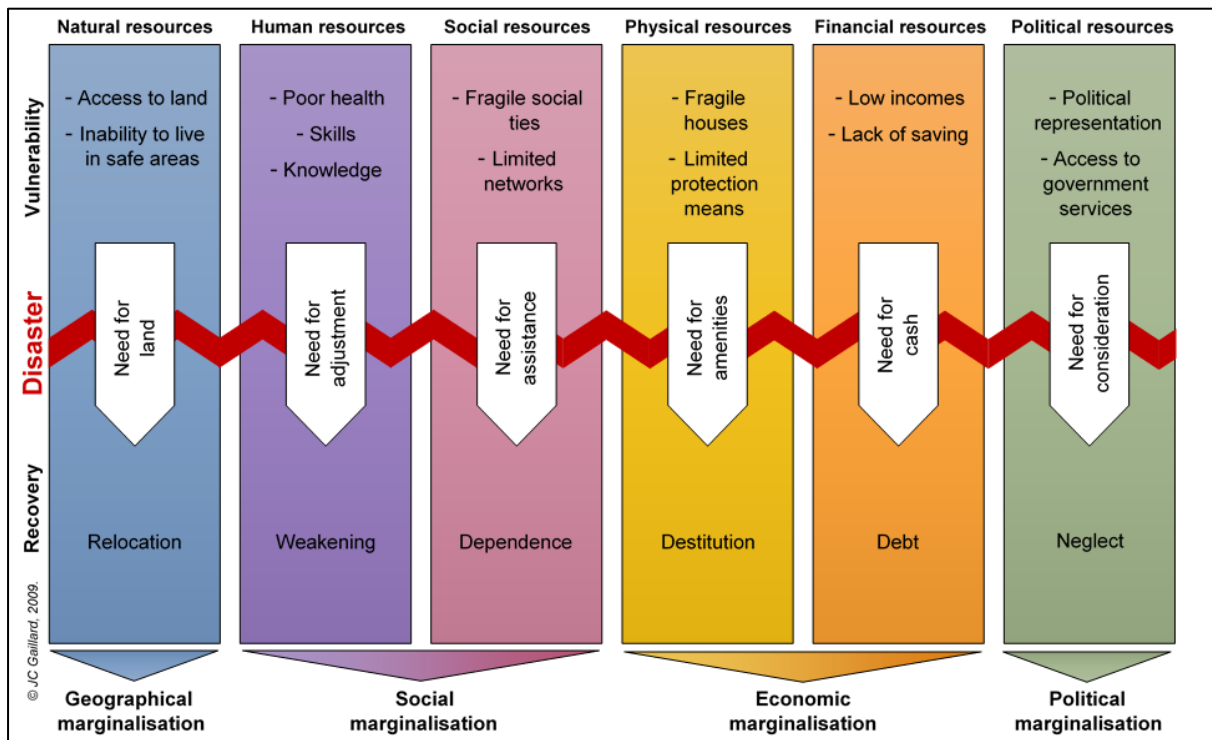 Natural resources
Human resources
Social resources
Physical resources
Financial resources
Political resources
Vulnerability
- Access to land
- Inability to live
in safe areas
- Poor health
- Skills
- Knowledge
- Fragile social
ties
- Limited
networks
- Fragile
houses
- Limited
protection
means
- Low incomes
- Lack of saving
- Political
representation
- Access to
government
services
Disaster
Need for
land
Need for
adjustment
Need for
assistance
Need for
amenities
Need for
cash
Need for
consideration
Recovery
Relocation
Weakening
Dependence
Destitution
Debt
Neglect
© JC Gaillard, 2009.
Geographical
marginalisation
Social
marginalisation
Economic
marginalisation
Political
marginalisation